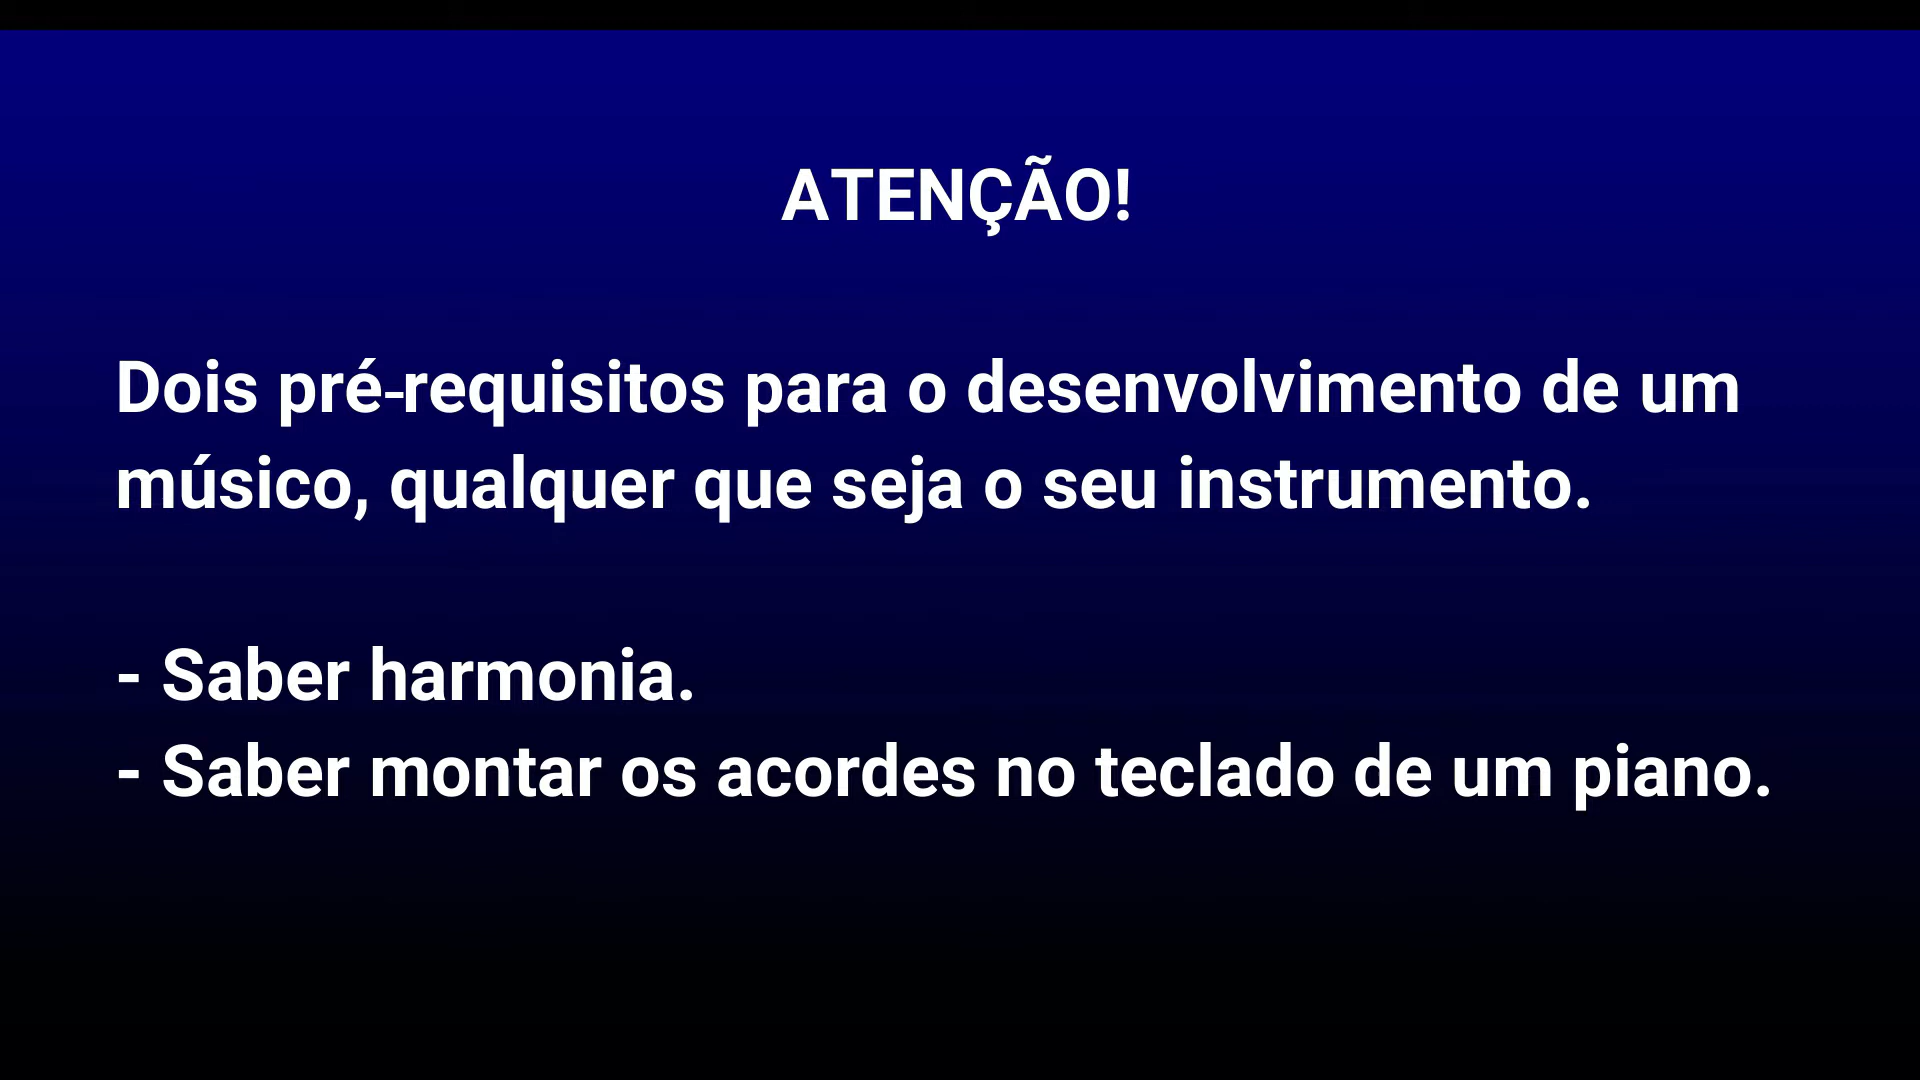 ATENÇÃO!
Dois pré-requisitos para o desenvolvimento de um
músico, qualquer que seja o seu instrumento.
- Saber harmonia.
- Saber montar os acordes no teclado de um piano.